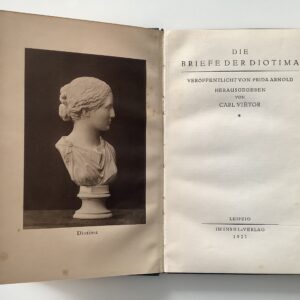 Diotima
DIE
BRIEFE DER DIOTIMA
VERÖFFENTLICHT VON FRIDA ARNOLD
HERAUSGEGEBEN
VON
CARL VIËTOR
*
LEIPZIG
IM INSEL-VERLAG
1921